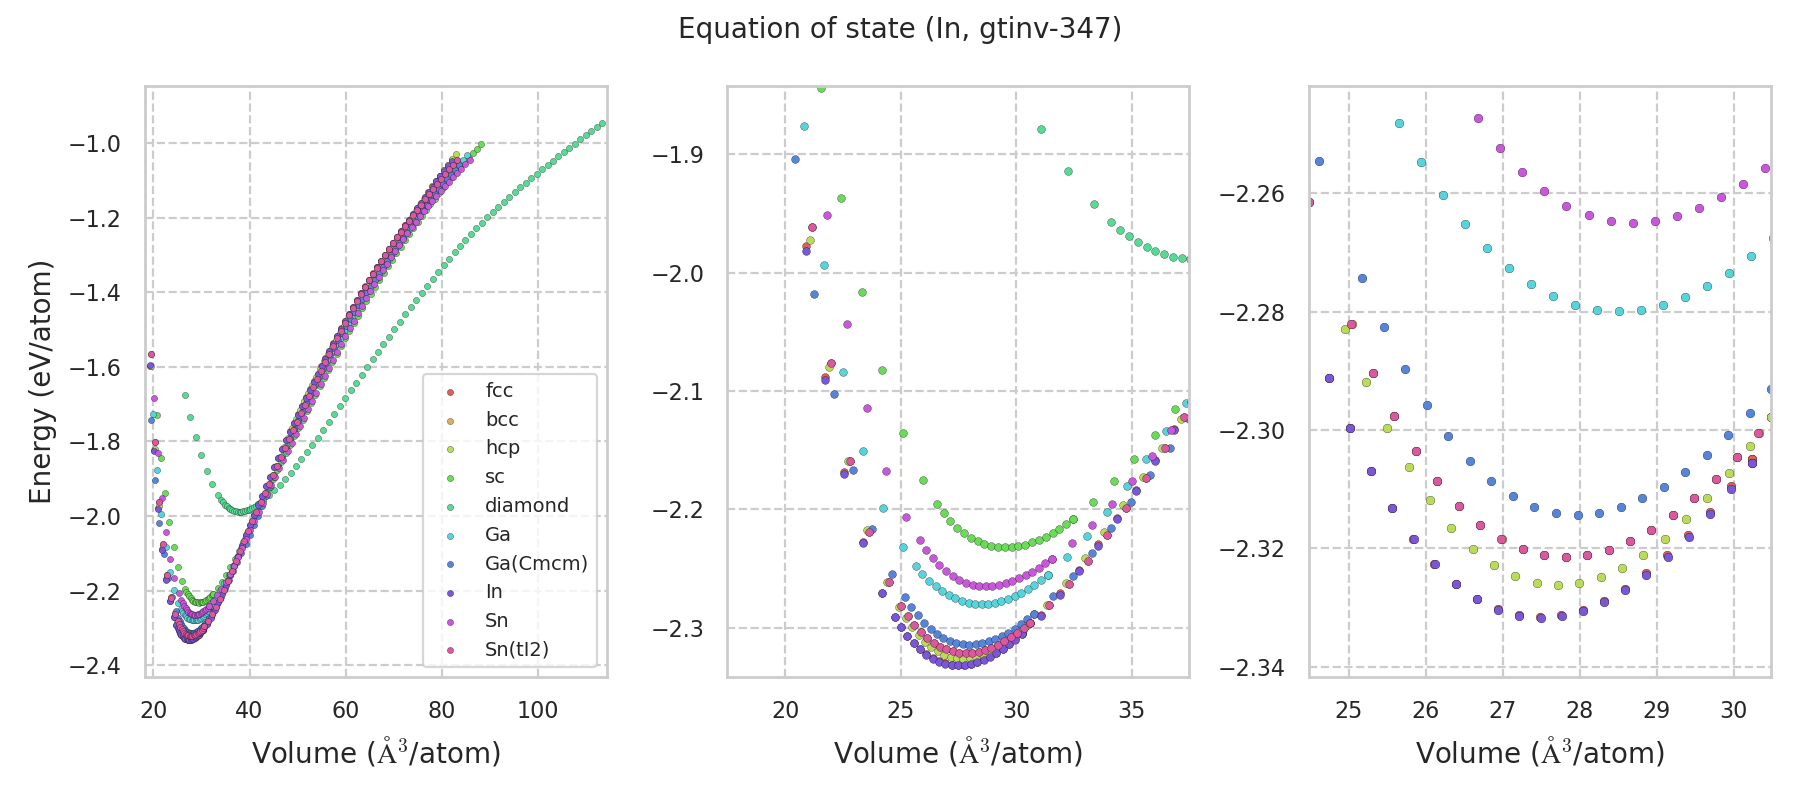 Equation of state (In, gtinv-347)
Energy (eV/atom)
−1.0
−1.2
−1.4
−1.6
−1.8
−2.0
−2.2
−2.4
20 40 60 80 100
Volume (Å³/atom)
fcc
bcc
hcp
sc
diamond
Ga
Ga(Cmcm)
In
Sn
Sn(tI2)
−1.9
−2.0
−2.1
−2.2
−2.3
20 25 30 35
Volume (Å³/atom)
−2.26
−2.28
−2.30
−2.32
−2.34
25 26 27 28 29 30
Volume (Å³/atom)